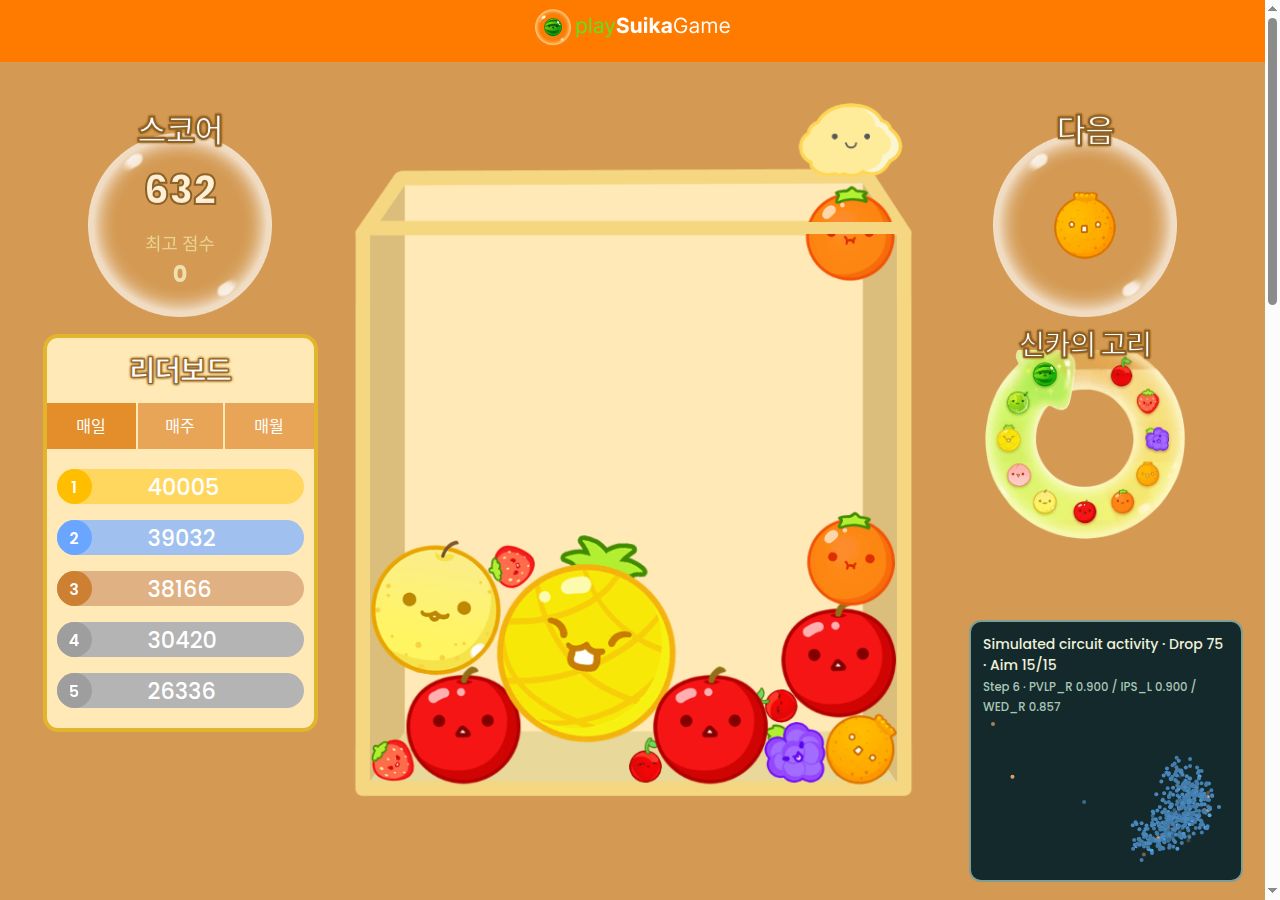 playSuikaGame
스코어
632
최고 점수
0
리더보드
매일 매주 매월
1 40005
2 39032
3 38166
4 30420
5 26336
다음
신카의 고리
Simulated circuit activity · Drop 75
· Aim 15/15
Step 6 · PVLP_R 0.900 / IPS_L 0.900 /
WED_R 0.857